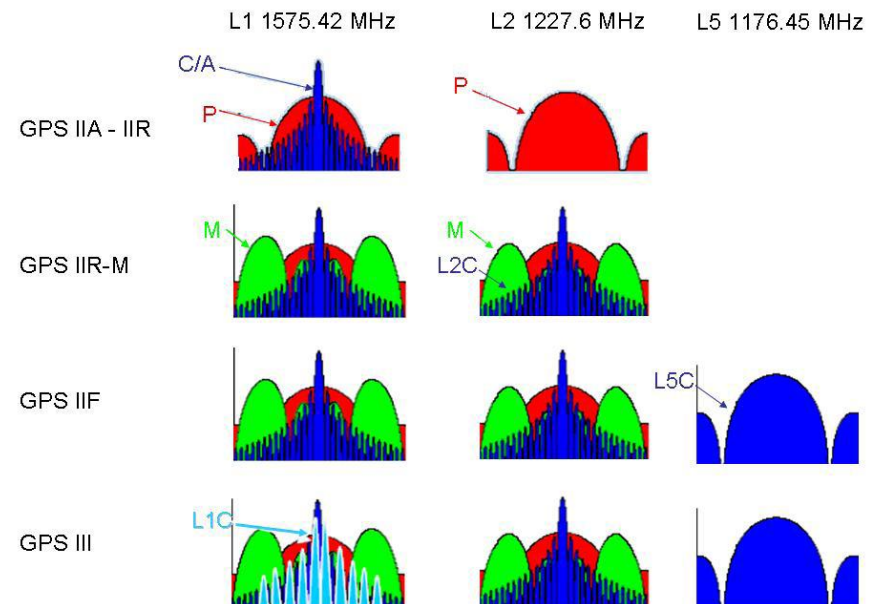 L1 1575.42 MHz L2 1227.6 MHz L5 1176.45 MHz
C/A
P
P
GPS IIA - IIR
M
M
GPS IIR-M
L2C
L5C
GPS IIF
L1C
GPS III